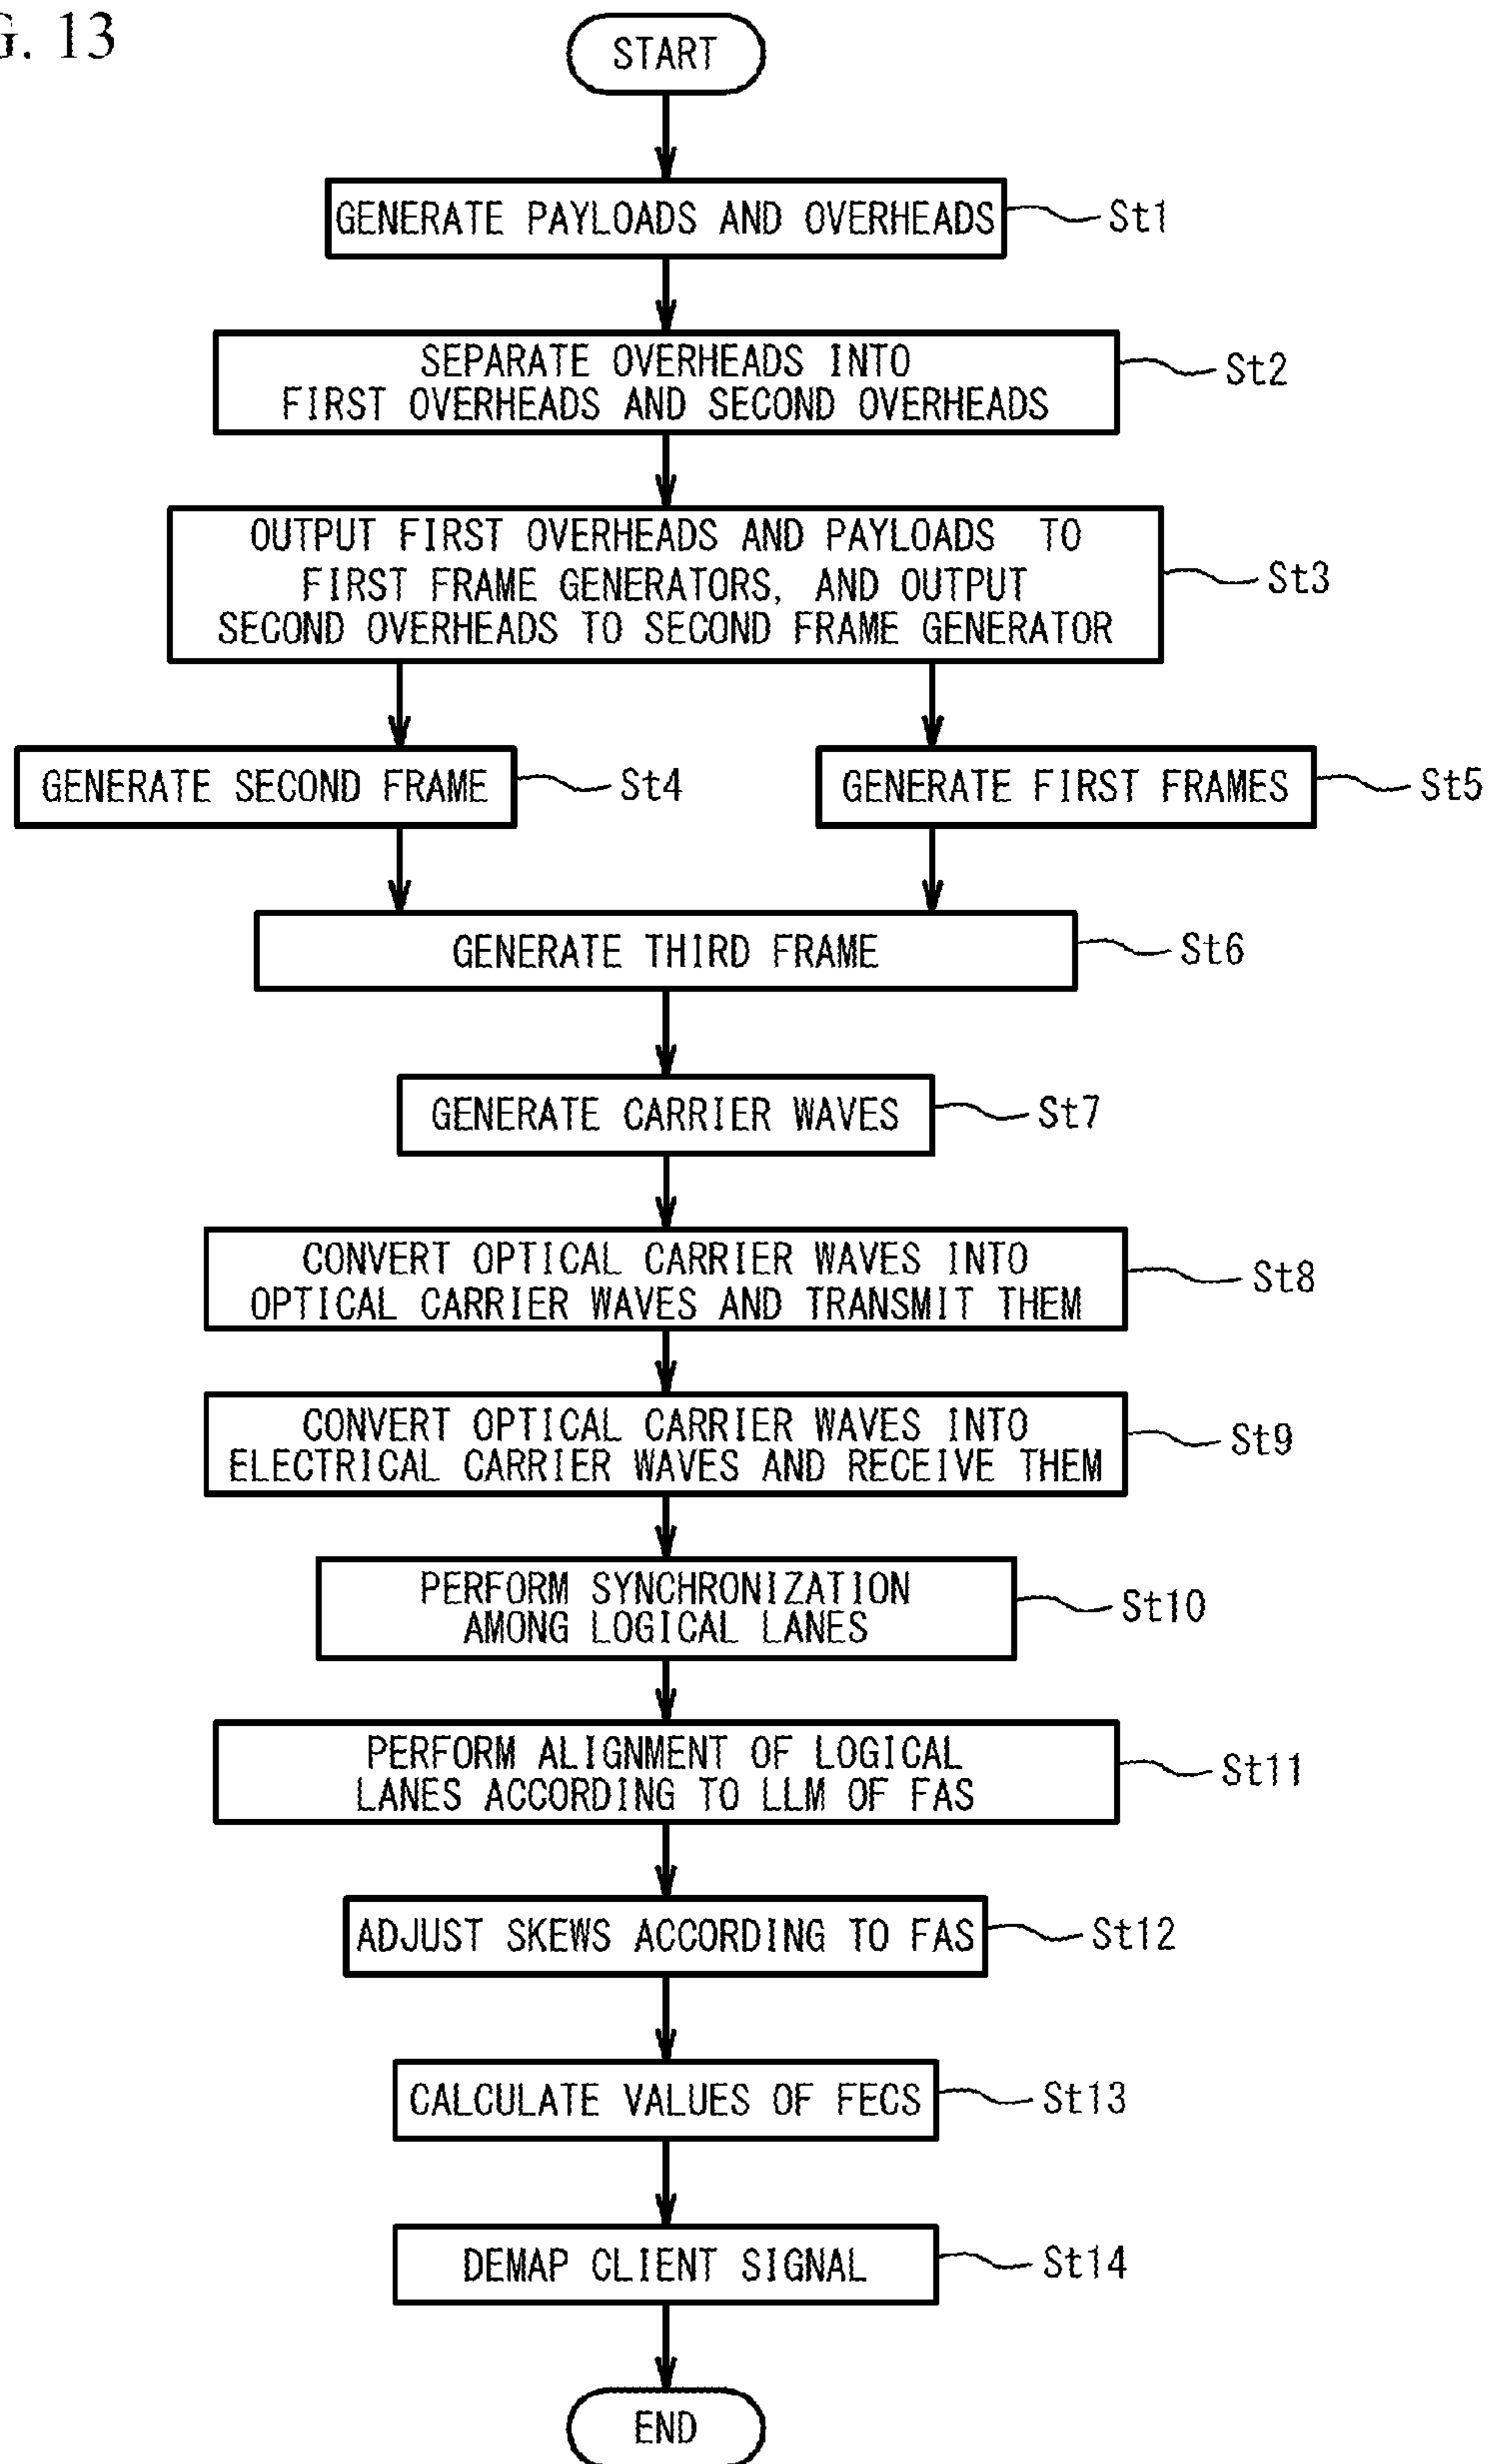 G. 13
START
GENERATE PAYLOADS AND OVERHEADS
St1
SEPARATE OVERHEADS INTO
FIRST OVERHEADS AND SECOND OVERHEADS
St2
OUTPUT FIRST OVERHEADS AND PAYLOADS TO
FIRST FRAME GENERATORS, AND OUTPUT
SECOND OVERHEADS TO SECOND FRAME GENERATOR
St3
GENERATE SECOND FRAME
St4
GENERATE FIRST FRAMES
St5
GENERATE THIRD FRAME
St6
GENERATE CARRIER WAVES
St7
CONVERT OPTICAL CARRIER WAVES INTO
OPTICAL CARRIER WAVES AND TRANSMIT THEM
St8
CONVERT OPTICAL CARRIER WAVES INTO
ELECTRICAL CARRIER WAVES AND RECEIVE THEM
St9
PERFORM SYNCHRONIZATION
AMONG LOGICAL LANES
St10
PERFORM ALIGNMENT OF LOGICAL
LANES ACCORDING TO LLM OF FAS
St11
ADJUST SKEWS ACCORDING TO FAS
St12
CALCULATE VALUES OF FECS
St13
DEMAP CLIENT SIGNAL
St14
END